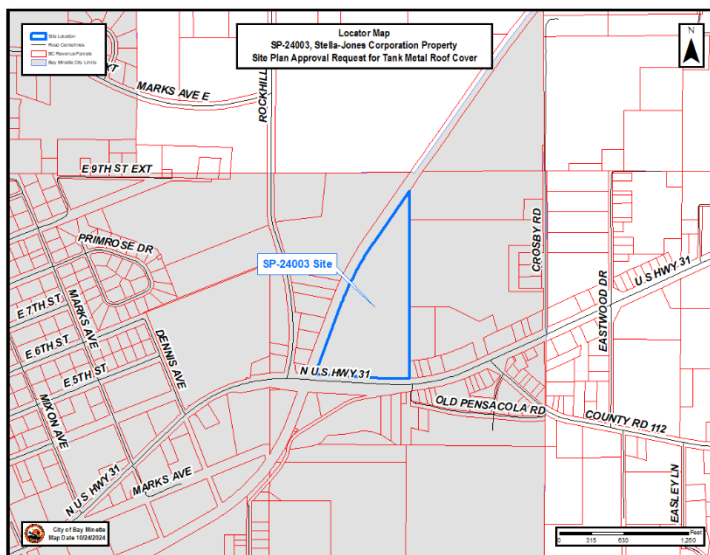 Locator Map
SP-24003, Stella-Jones Corporation Property
Site Plan Approval Request for Tank Metal Roof Cover
N
Site Location
Road Centerlines
BC Revenue Parcels
Bay Minette City Limits
EXT
MARKS AVE E
ROCKHILL
E 9TH ST EXT
PRIMROSE DR
CROSBY RD
US HWY 31
EASTWOOD DR
SP-24003 Site
E 7TH ST
MARKS AVE
E 6TH ST
DENNIS AVE
E 5TH ST
MIXON AVE
N U.S. HWY 31
OLD PENSACOLA RD
COUNTY RD 112
MARKS AVE
N U.S. HWY 31
EASLEY LN
City of Bay Minette
Map Date 10/24/2024
Feet
0 315 630 1,260